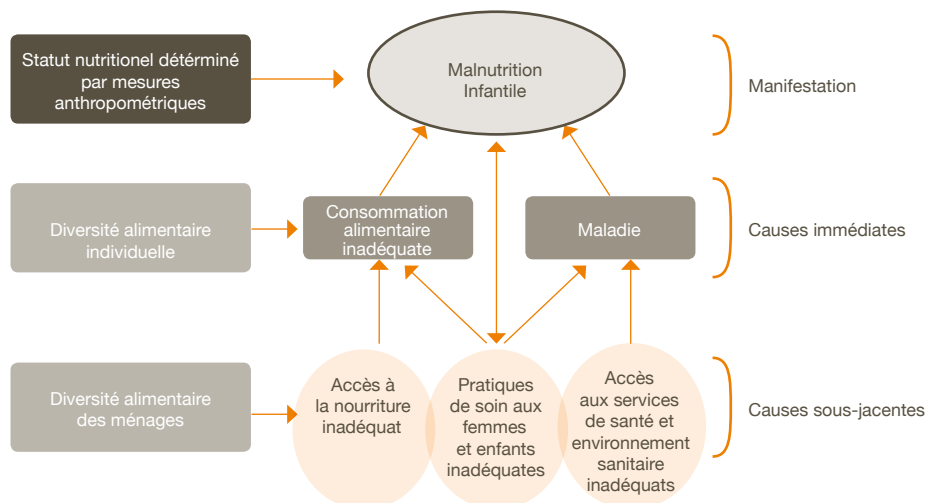 Statut nutritionel déterminé
par mesures
anthropométriques
Malnutrition
Infantile
Manifestation
Diversité alimentaire
individuelle
Consommation
alimentaire
inadéquate
Maladie
Causes immédiates
Diversité alimentaire
des ménages
Accès à
la nourriture
inadéquat
Pratiques
de soin aux
femmes
et enfants
inadéquates
Accès
aux services
de santé et
environnement
sanitaire
inadéquats
Causes sous-jacentes